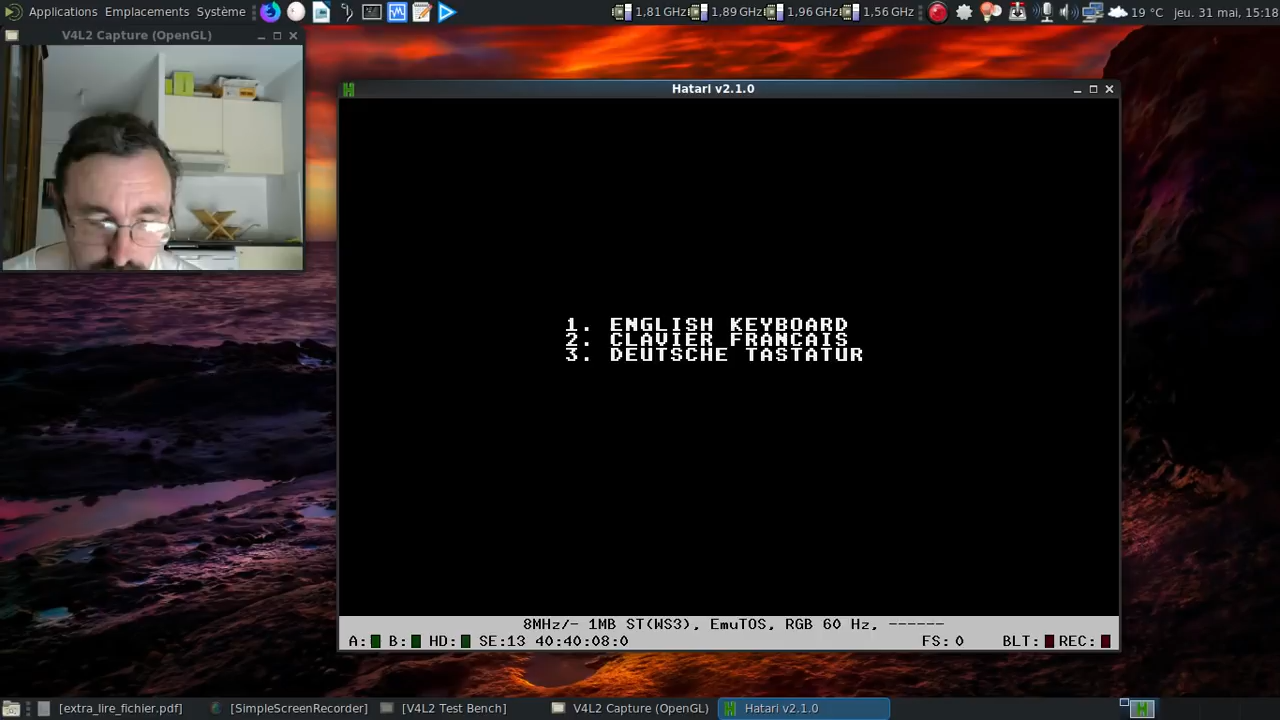 Applications Emplacements Système
1,81 GHz 1,89 GHz 1,96 GHz 1,56 GHz 19 °C jeu. 31 mai, 15:18
V4L2 Capture (OpenGL)
Hatari v2.1.0
1. ENGLISH KEYBOARD
2. CLAVIER FRANCAIS
3. DEUTSCHE TASTATUR
8MHz/- 1MB ST(WS3), EmuTOS, RGB 60 Hz, ------
A: B: HD: SE:13 40:40:08:0 FS: 0 BLT: REC:
[extra_lire_fichier.pdf] [SimpleScreenRecorder] [V4L2 Test Bench] V4L2 Capture (OpenGL) Hatari v2.1.0